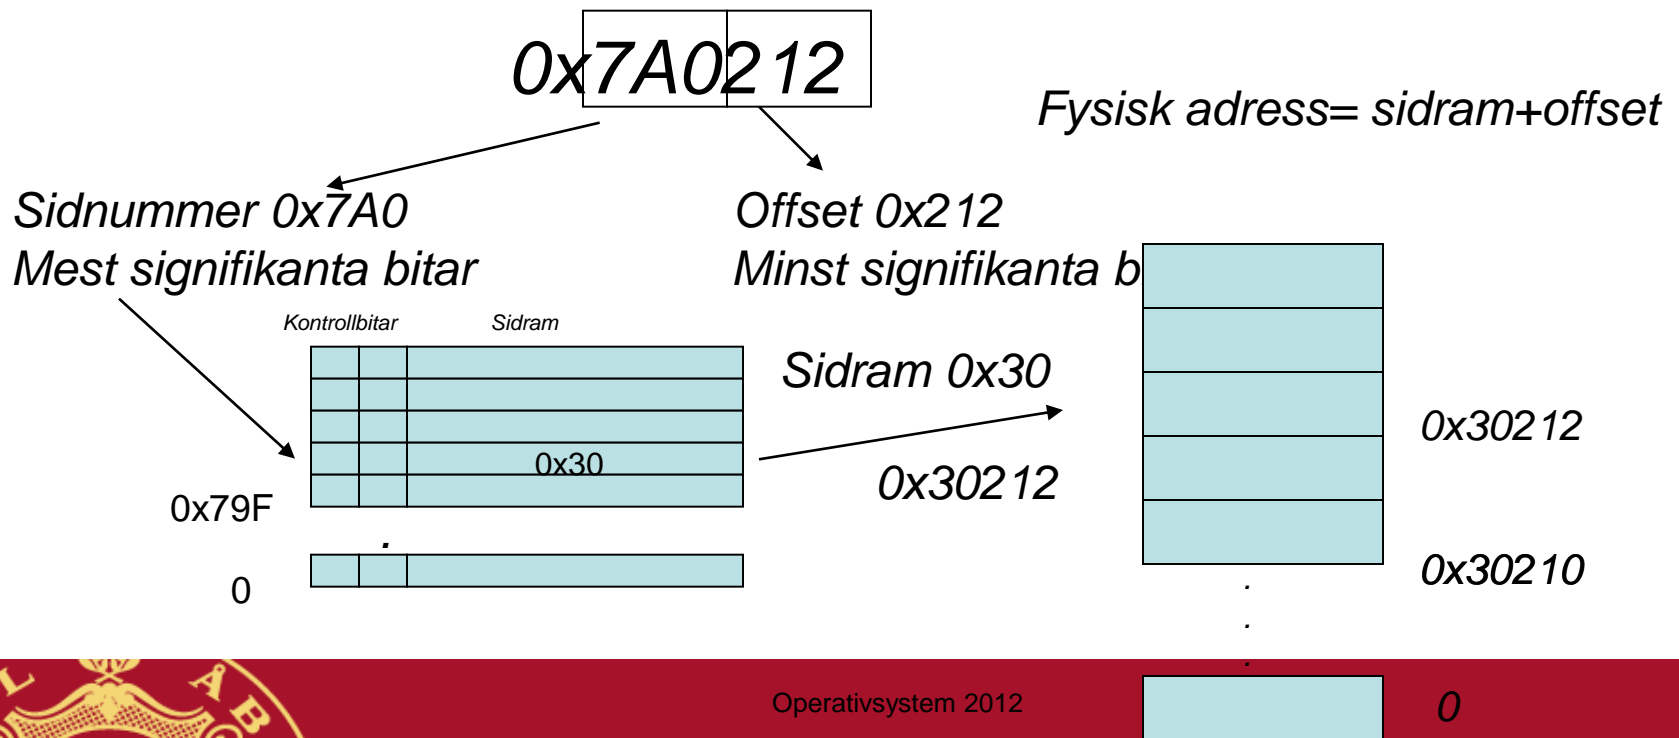 0x7A0212
Fysisk adress= sidram+offset
Sidnummer 0x7A0
Mest signifikanta bitar
Offset 0x212
Minst signifikanta b
Kontrollbitar
Sidram
Sidram 0x30
0x30
0x30212
0x30212
0x79F
.
0
0x30210
.
.
.
0
Operativsystem 2012
L ÅB